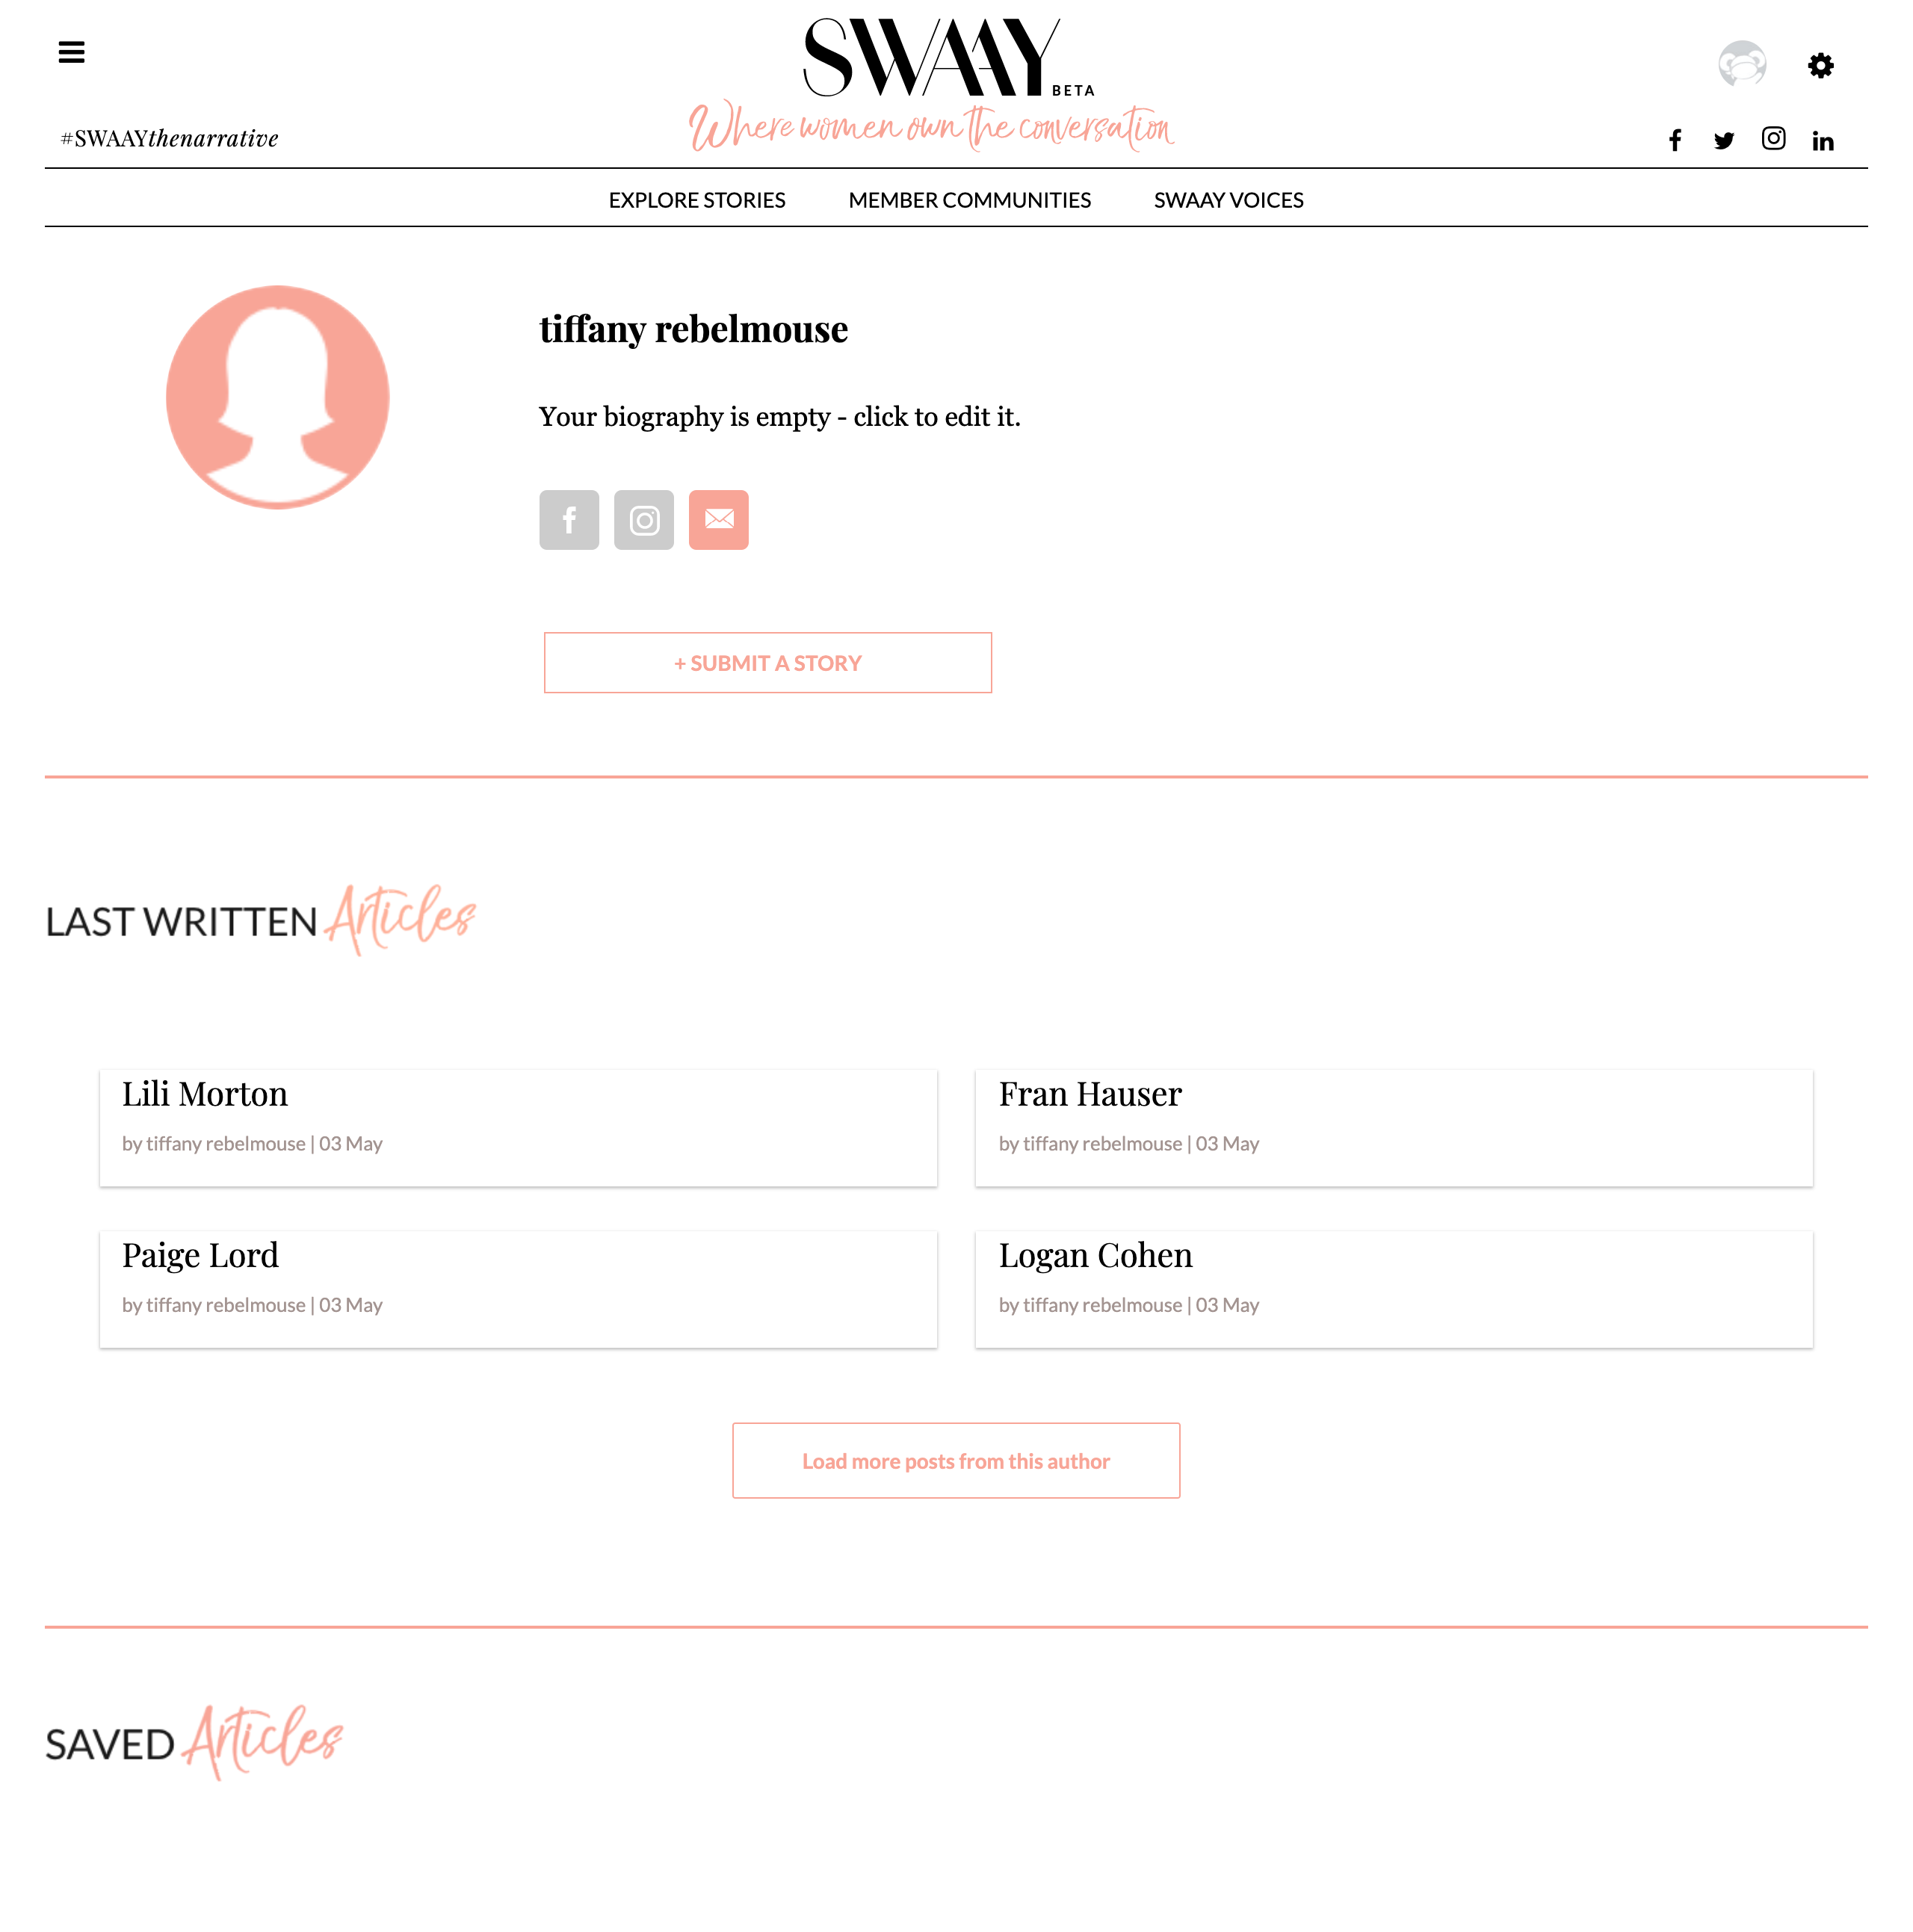 SWAAY BETA
Where women own the conversation
#SWAAYthenarrative
EXPLORE STORIES MEMBER COMMUNITIES SWAAY VOICES
tiffany rebelmouse
Your biography is empty - click to edit it.
+ SUBMIT A STORY
LAST WRITTEN Articles
Lili Morton
by tiffany rebelmouse | 03 May
Fran Hauser
by tiffany rebelmouse | 03 May
Paige Lord
by tiffany rebelmouse | 03 May
Logan Cohen
by tiffany rebelmouse | 03 May
Load more posts from this author
SAVED Articles